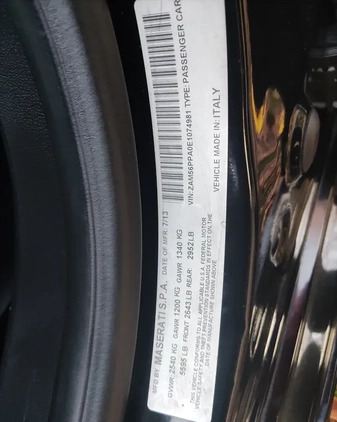 MFD BY MASERATI S.P.A. DATE OF MFR 7/13
GVWR: 2540 KG GAWR 1200 KG GAWR 1340 KG
5595 LB FRONT 2643 LB REAR: 2952 LB
THIS VEHICLE CONFORMS TO ALL APPLICABLE U.S.A. FEDERAL MOTOR
VEHICLE SAFETY AND THEFT PREVENTION STANDARDS IN EFFECT ON THE
DATE OF MANUFACTURE SHOWN ABOVE
VIN: ZAM56PPA0E1074981 TYPE: PASSENGER CAR
VEHICLE MADE IN: ITALY